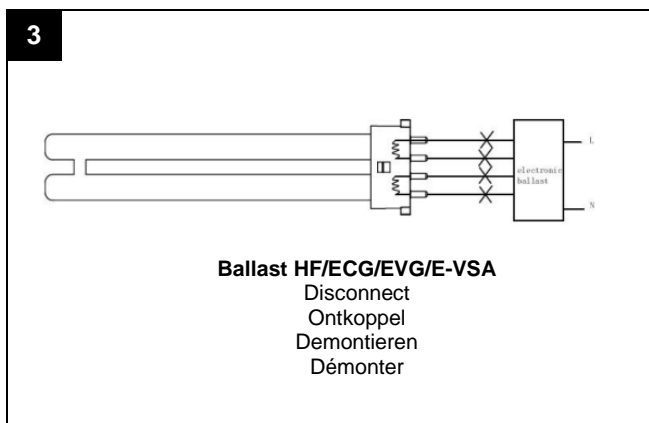 3
L
electronic
ballast
N
Ballast HF/ECG/EVG/E-VSA
Disconnect
Ontkoppel
Demontieren
Démonter